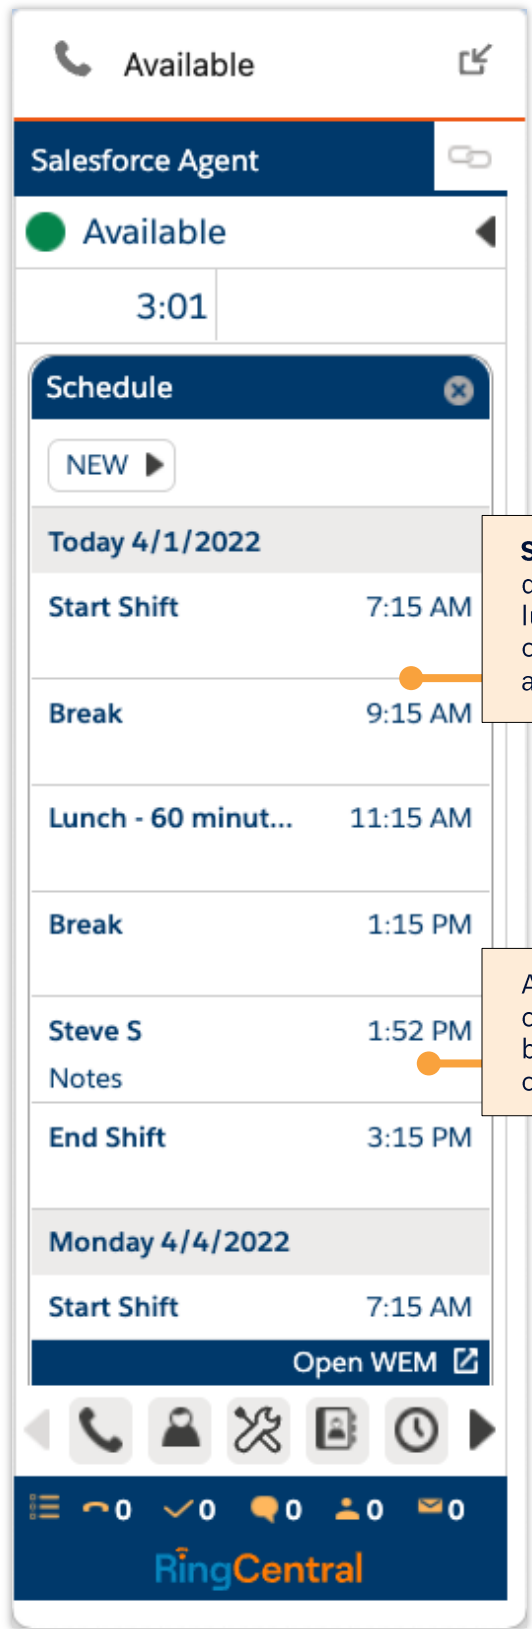 Available
Salesforce Agent
Available
3:01
Schedule
NEW
Today 4/1/2022
Start Shift 7:15 AM
Break 9:15 AM
Lunch - 60 minut... 11:15 AM
Break 1:15 PM
Steve S 1:52 PM
Notes
End Shift 3:15 PM
Monday 4/4/2022
Start Shift 7:15 AM
Open WEM
0 0 0 0 0
RingCentral